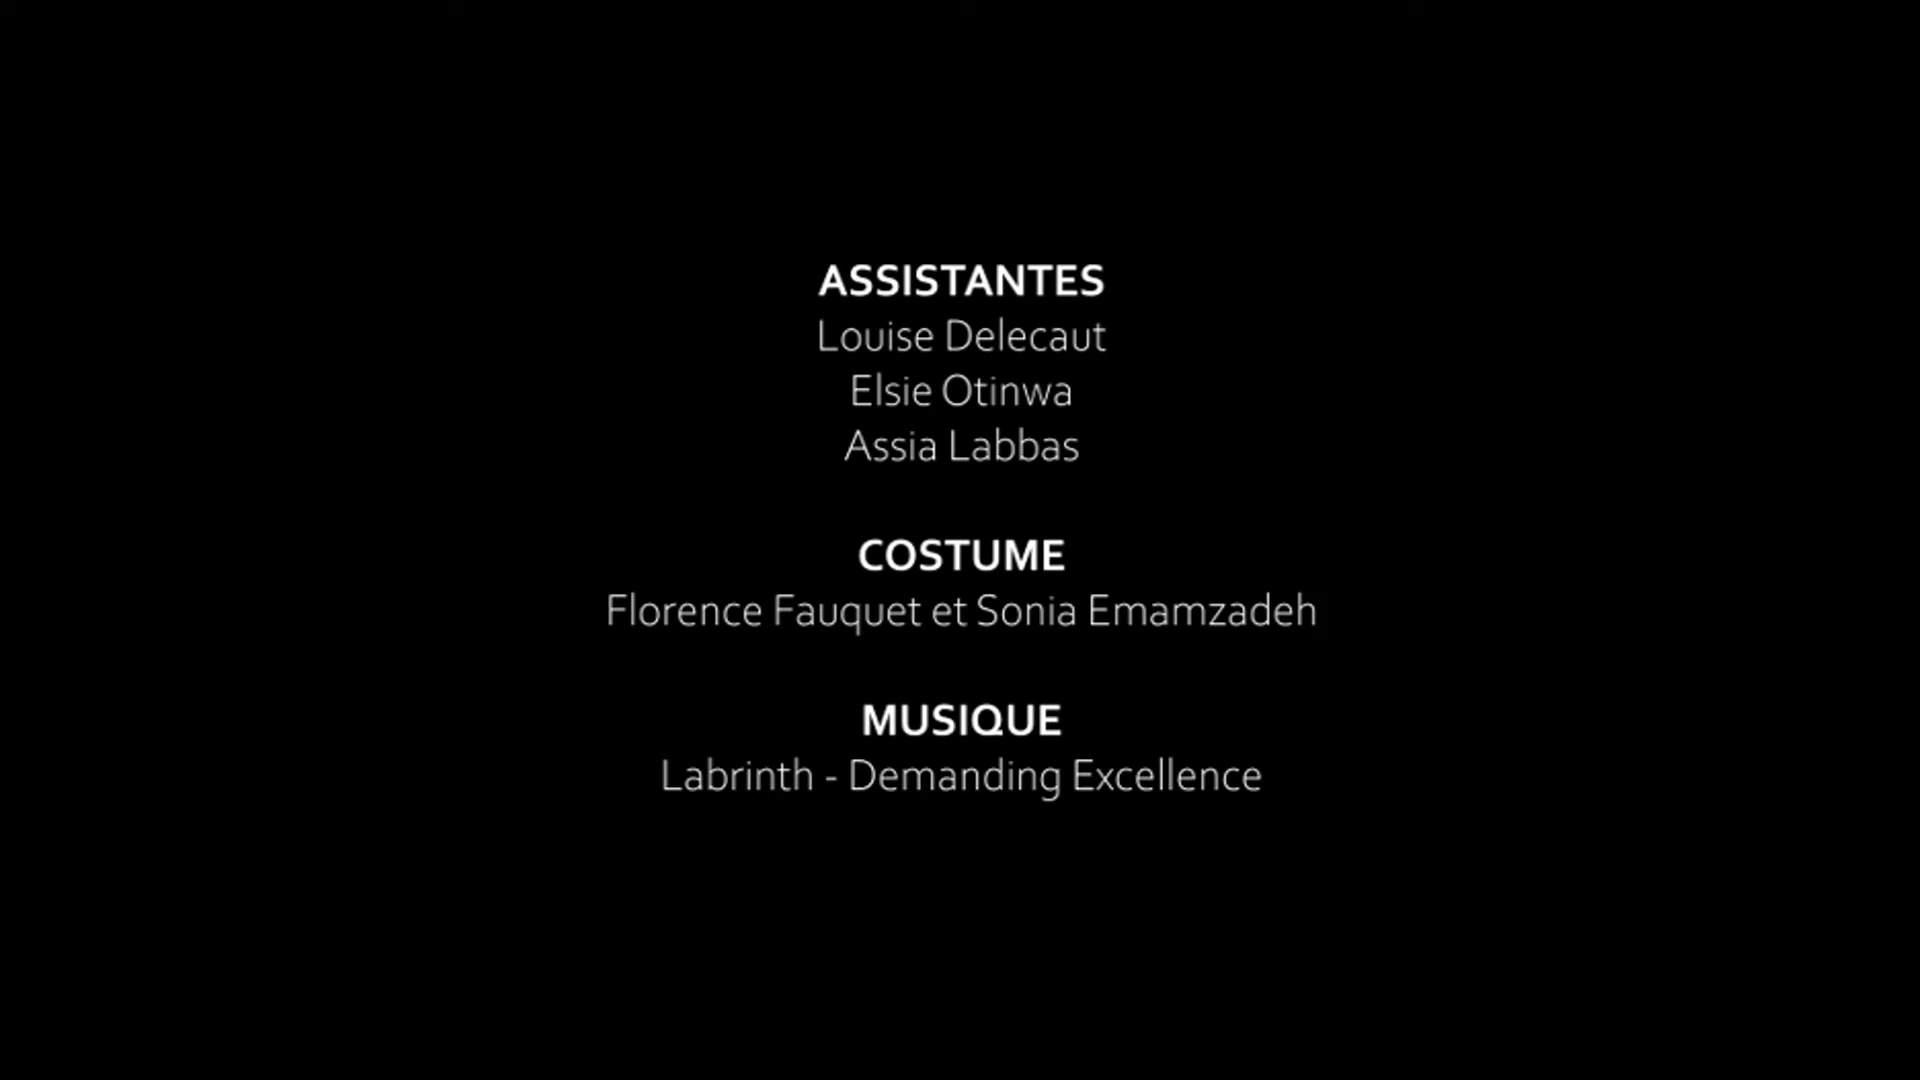 ASSISTANTES
Louise Delecaut
Elsie Otinwa
Assia Labbas
COSTUME
Florence Fauquet et Sonia Emamzadeh
MUSIQUE
Labrinth - Demanding Excellence